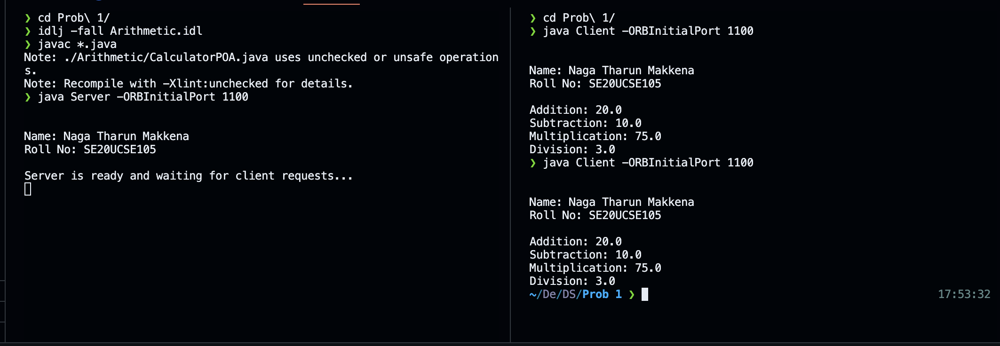 ❯ cd Prob\ 1/
❯ idlj -fall Arithmetic.idl
❯ javac *.java
Note: ./Arithmetic/CalculatorPOA.java uses unchecked or unsafe operation
s.
Note: Recompile with -Xlint:unchecked for details.
❯ java Server -ORBInitialPort 1100
Name: Naga Tharun Makkena
Roll No: SE20UCSE105
Server is ready and waiting for client requests...
❯ cd Prob\ 1/
❯ java Client -ORBInitialPort 1100
Name: Naga Tharun Makkena
Roll No: SE20UCSE105
Addition: 20.0
Subtraction: 10.0
Multiplication: 75.0
Division: 3.0
❯ java Client -ORBInitialPort 1100
Name: Naga Tharun Makkena
Roll No: SE20UCSE105
Addition: 20.0
Subtraction: 10.0
Multiplication: 75.0
Division: 3.0
~/De/DS/Prob 1 ❯ 17:53:32